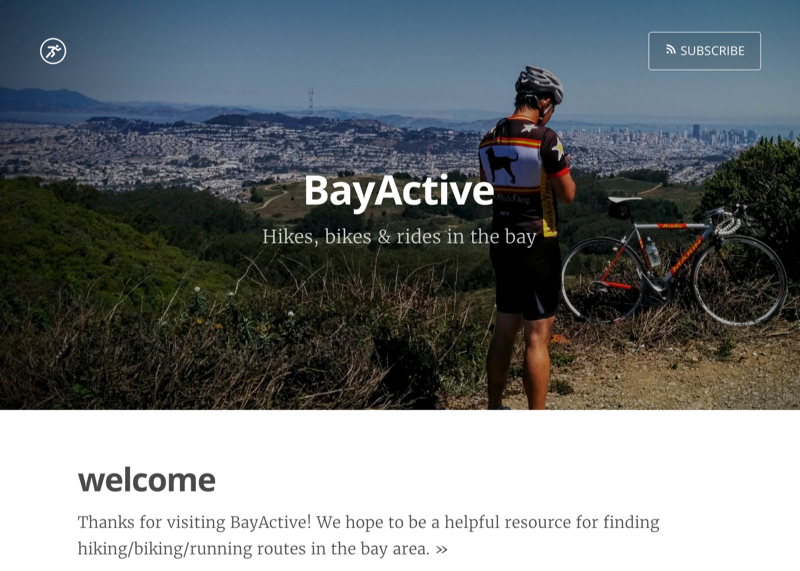 SUBSCRIBE
BayActive
Hikes, bikes & rides in the bay
welcome
Thanks for visiting BayActive! We hope to be a helpful resource for finding
hiking/biking/running routes in the bay area. »